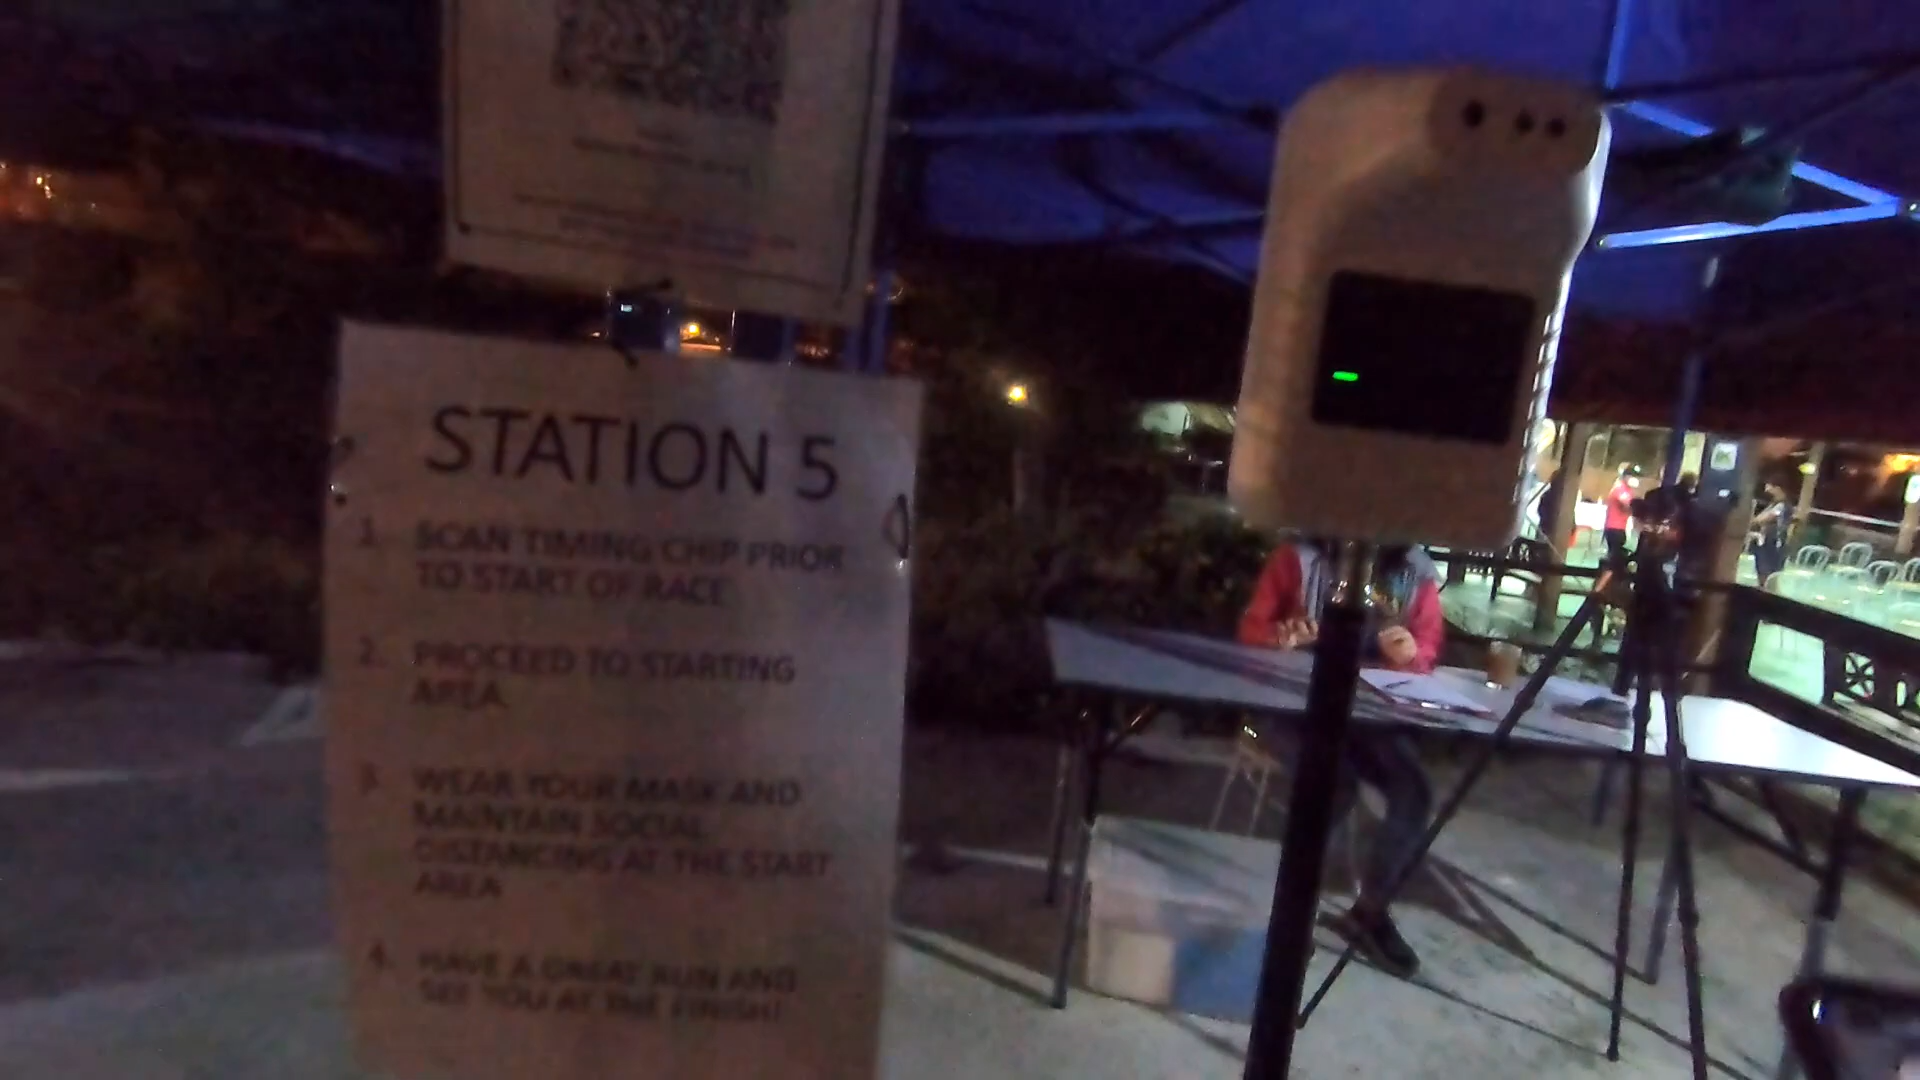 STATION 5
1. SCAN TIMING CHIP PRIOR
TO START OF RACE
2. PROCEED TO STARTING
AREA
3. WEAR YOUR MASK AND
MAINTAIN SOCIAL
DISTANCING AT THE START
AREA
4. HAVE A GREAT RUN AND
SEE YOU AT THE FINISH!